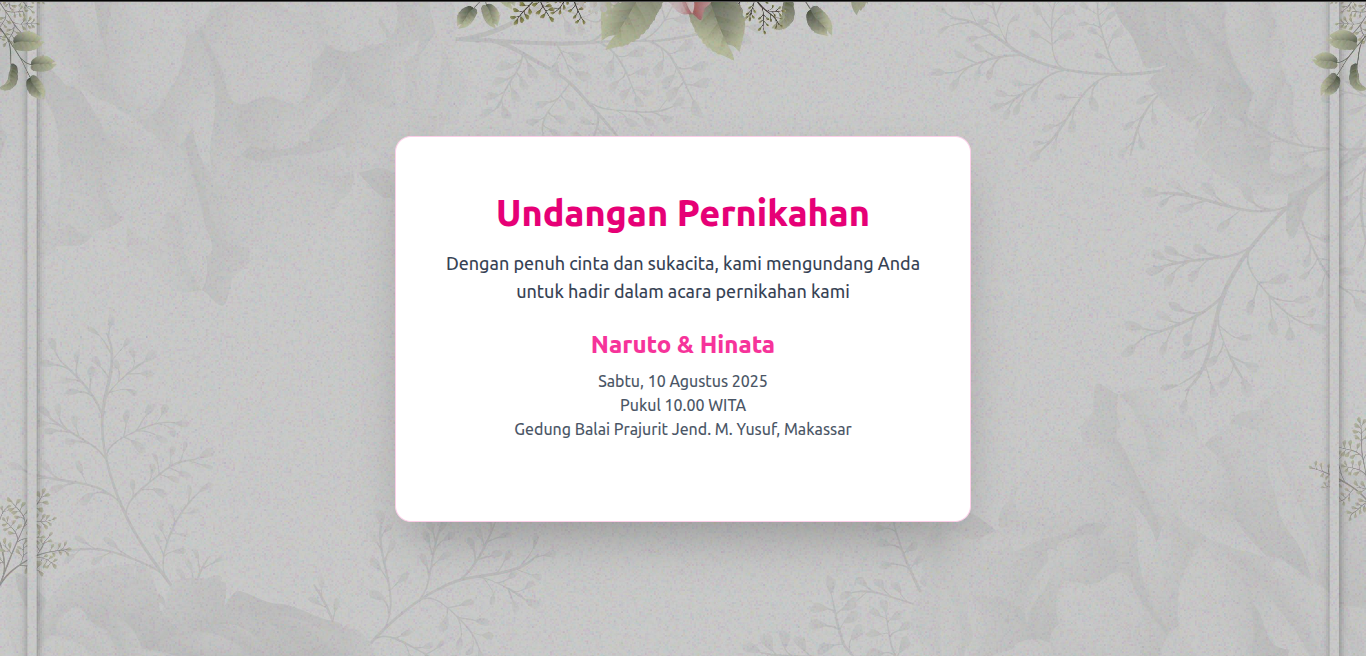 Undangan Pernikahan
Dengan penuh cinta dan sukacita, kami mengundang Anda
untuk hadir dalam acara pernikahan kami
Naruto & Hinata
Sabtu, 10 Agustus 2025
Pukul 10.00 WITA
Gedung Balai Prajurit Jend. M. Yusuf, Makassar